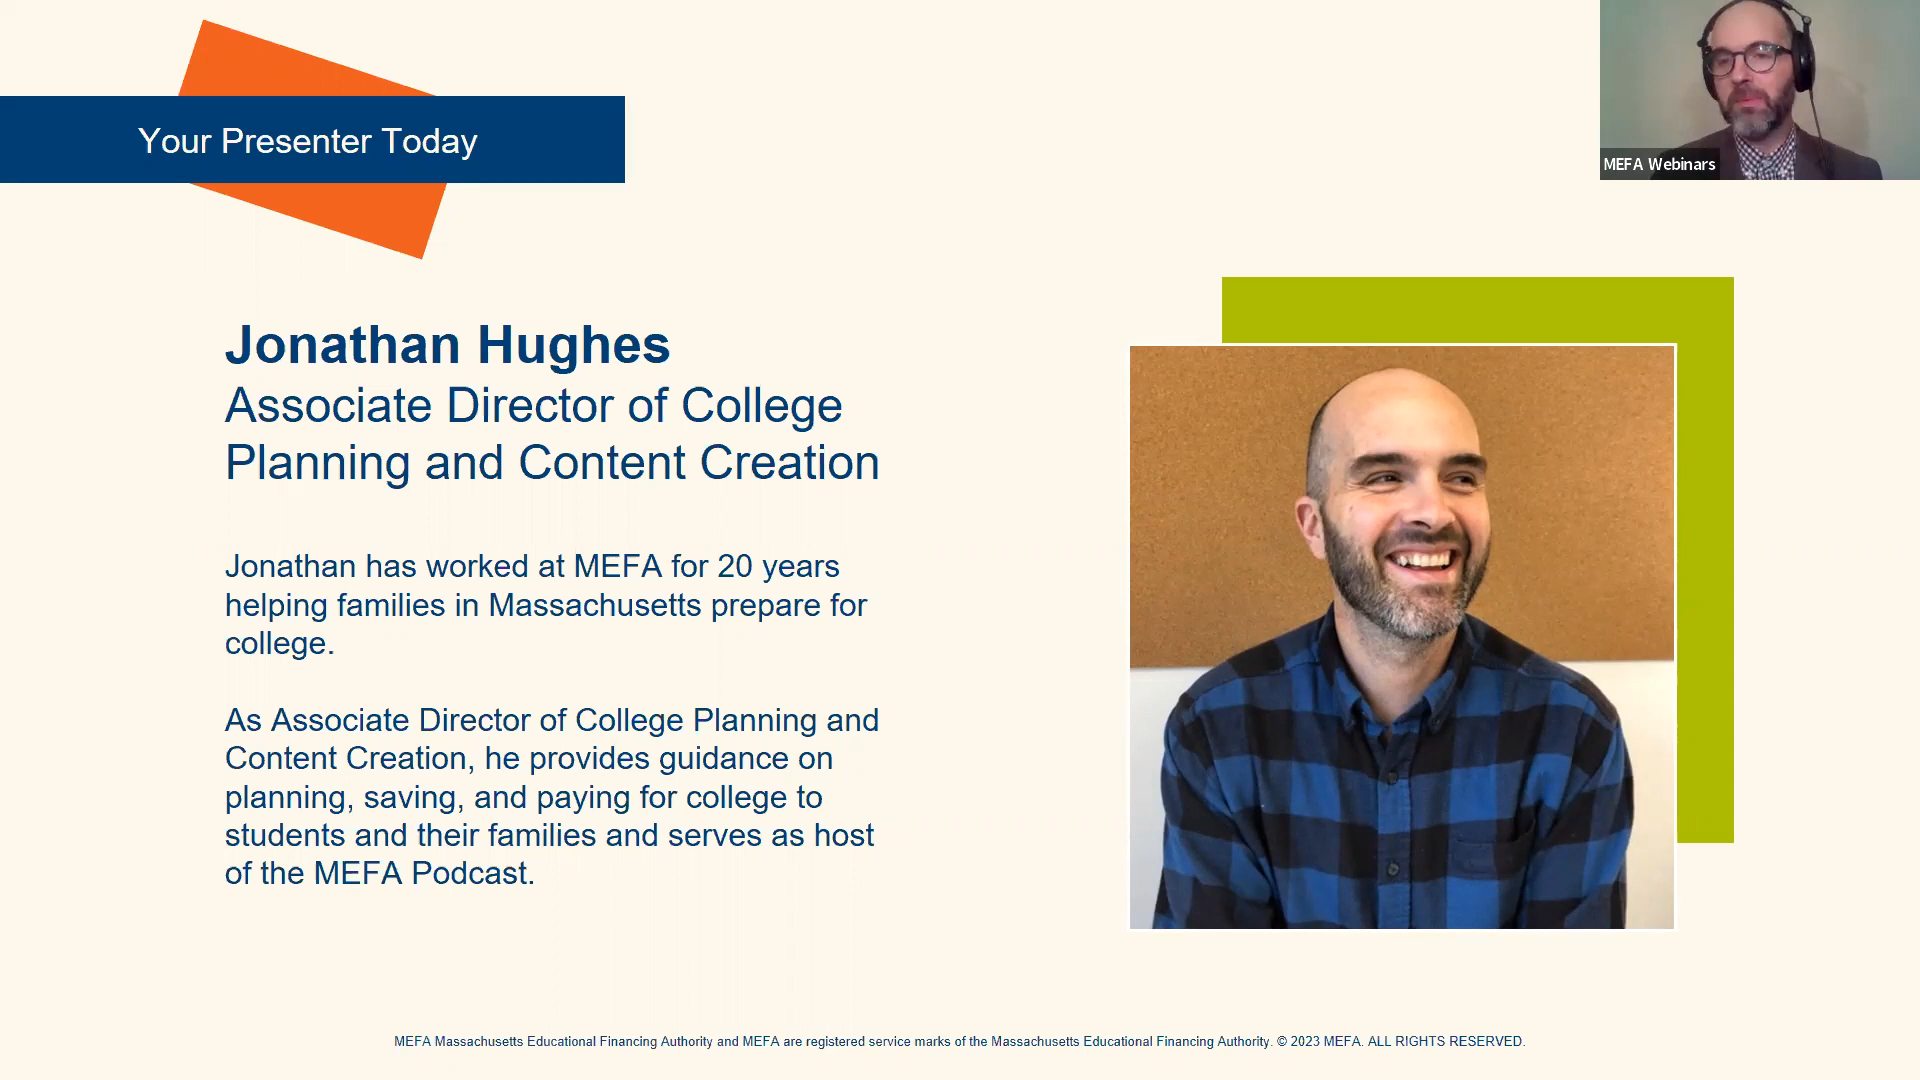 Your Presenter Today
MEFA Webinars
Jonathan Hughes
Associate Director of College
Planning and Content Creation
Jonathan has worked at MEFA for 20 years
helping families in Massachusetts prepare for
college.
As Associate Director of College Planning and
Content Creation, he provides guidance on
planning, saving, and paying for college to
students and their families and serves as host
of the MEFA Podcast.
MEFA Massachusetts Educational Financing Authority and MEFA are registered service marks of the Massachusetts Educational Financing Authority. © 2023 MEFA. ALL RIGHTS RESERVED.